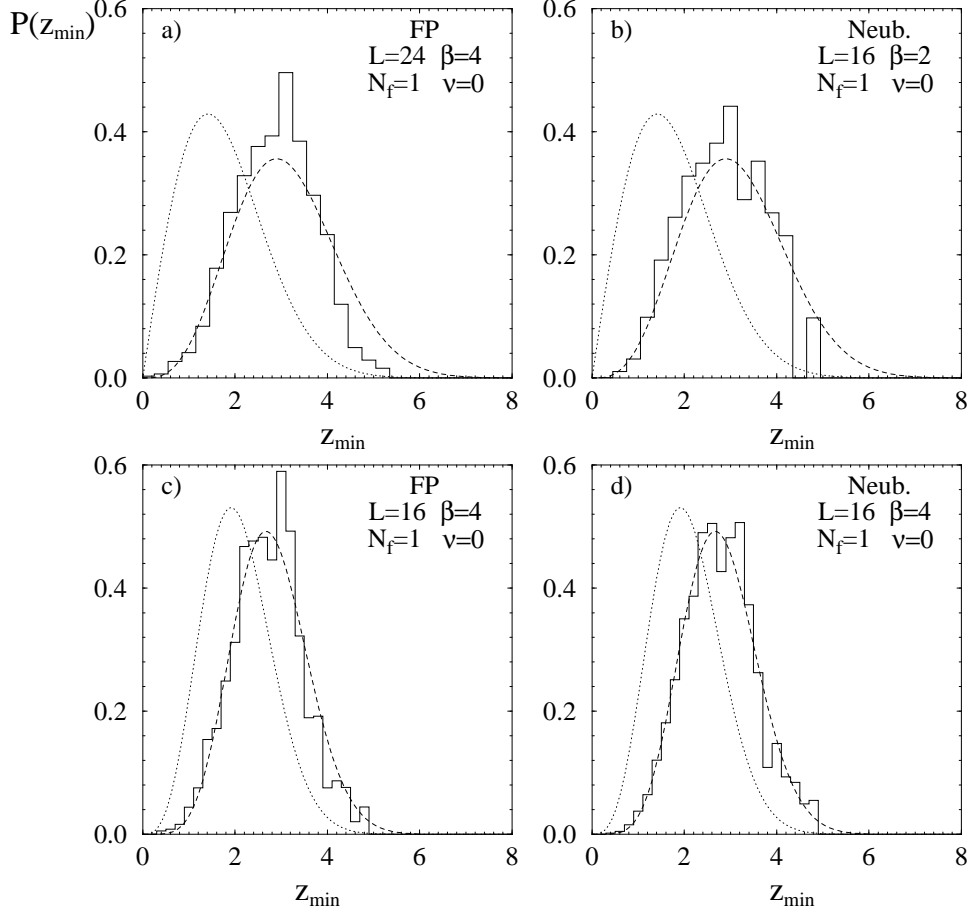 P(z_min)
0.6
0.4
0.2
0.0
a)
FP
L=24 β=4
N_f=1 ν=0
0 2 4 6 8
z_min
0.6
0.4
0.2
0.0
b)
Neub.
L=16 β=2
N_f=1 ν=0
0 2 4 6 8
z_min
0.6
0.4
0.2
0.0
c)
FP
L=16 β=4
N_f=1 ν=0
0 2 4 6 8
z_min
0.6
0.4
0.2
0.0
d)
Neub.
L=16 β=4
N_f=1 ν=0
0 2 4 6 8
z_min